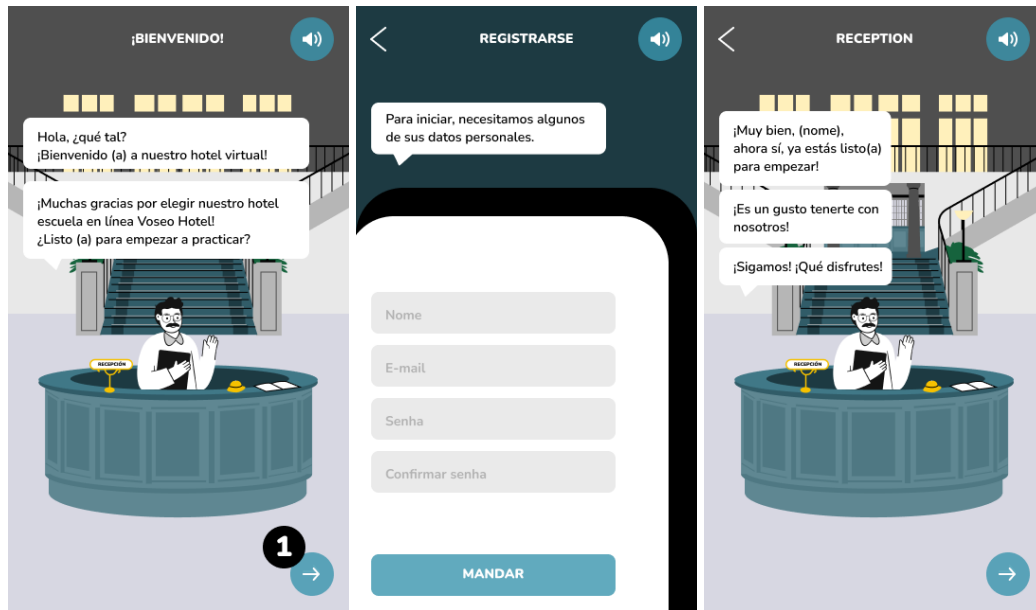 ¡BIENVENIDO!
Hola, ¿qué tal?
¡Bienvenido (a) a nuestro hotel virtual!
¡Muchas gracias por elegir nuestro hotel
escuela en línea Voseo Hotel!
¿Listo (a) para empezar a practicar?
RECEPCIÓN
1
REGISTRARSE
Para iniciar, necesitamos algunos
de sus datos personales.
Nome
E-mail
Senha
Confirmar senha
MANDAR
RECEPTION
¡Muy bien, (nome),
ahora sí, ya estás listo(a)
para empezar!
¡Es un gusto tenerte con
nosotros!
¡Sigamos! ¡Qué disfrutes!
RECEPCIÓN